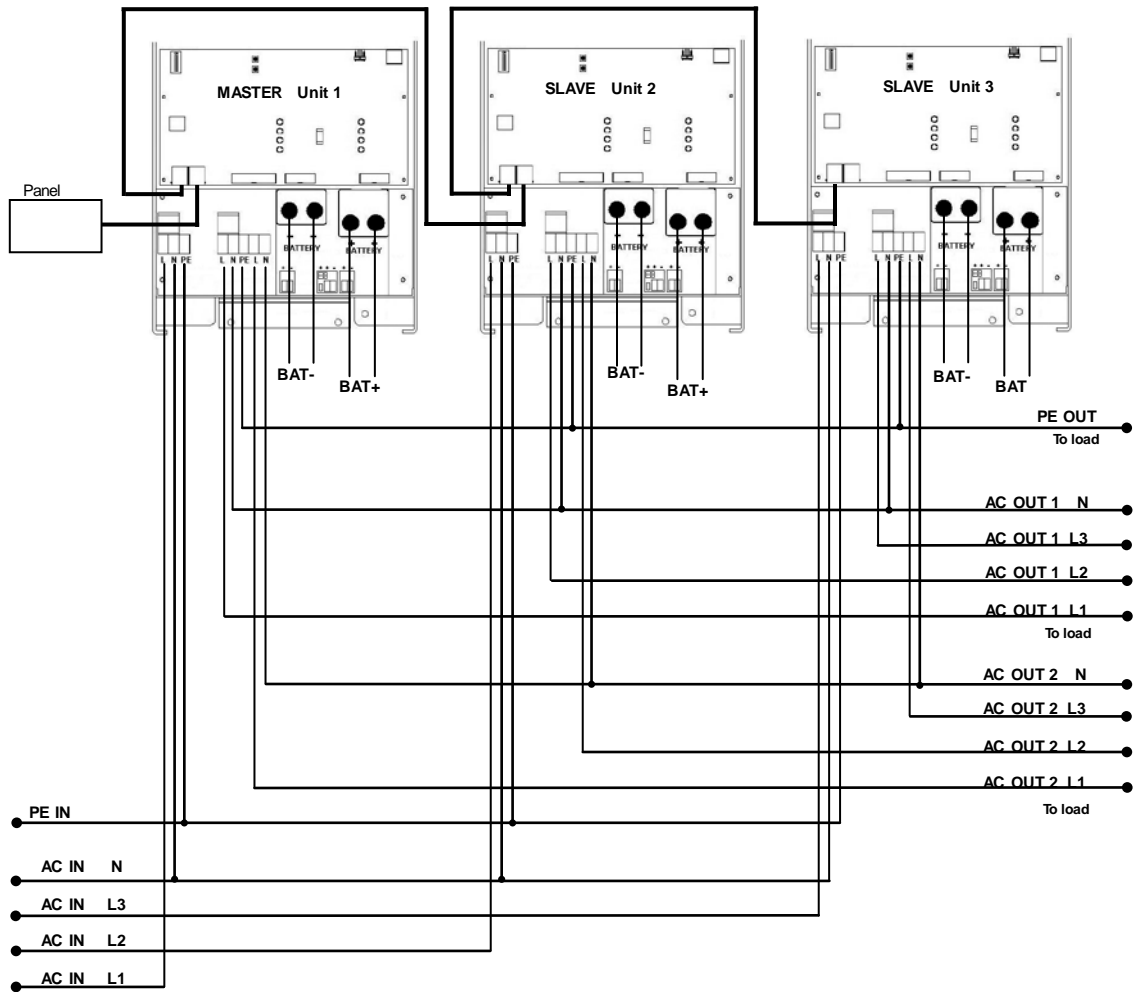 MASTER Unit 1
SLAVE Unit 2
SLAVE Unit 3
Panel
BATTERY
BATTERY
BATTERY
BATTERY
BATTERY
BATTERY
L N PE
L N PE L N
L N PE
L N PE L N
L N PE
L N PE L N
BAT-
BAT+
BAT-
BAT+
BAT-
BAT
PE OUT
To load
AC OUT 1 N
AC OUT 1 L3
AC OUT 1 L2
AC OUT 1 L1
To load
AC OUT 2 N
AC OUT 2 L3
AC OUT 2 L2
AC OUT 2 L1
To load
PE IN
AC IN N
AC IN L3
AC IN L2
AC IN L1